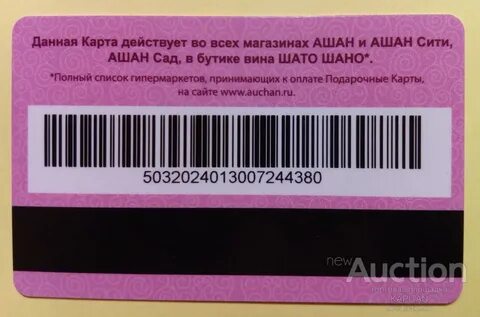 Данная Карта действует во всех магазинах АШАН и АШАН Сити,
АШАН Сад, в бутике вина ШАТО ШАНО*.
*Полный список гипермаркетов, принимающих к оплате Подарочные Карты,
на сайте www.auchan.ru.
5032024013007244380
new
Auction